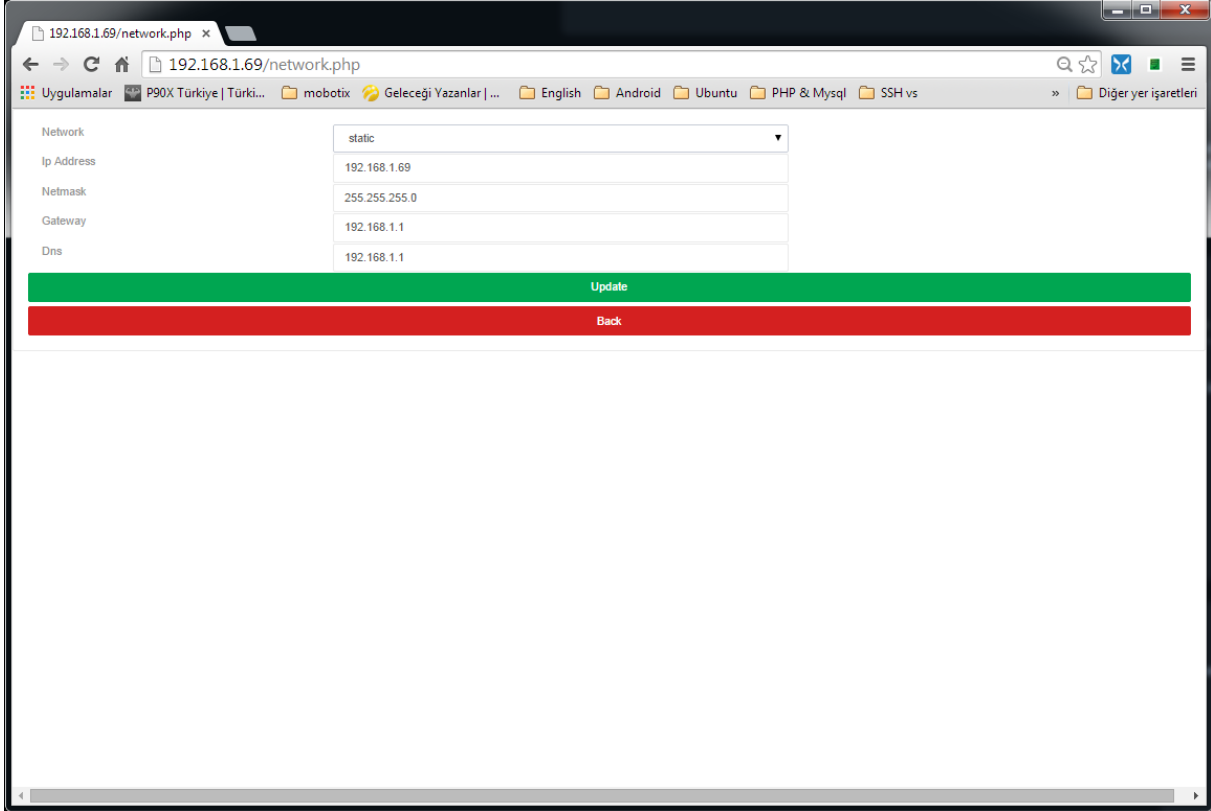 192.168.1.69/network.php
192.168.1.69/network.php
Uygulamalar P90X Türkiye | Türki... mobotix Geleceği Yazanlar | ... English Android Ubuntu PHP & Mysql SSH vs » Diğer yer işaretleri
Network static
Ip Address 192.168.1.69
Netmask 255.255.255.0
Gateway 192.168.1.1
Dns 192.168.1.1
Update
Back